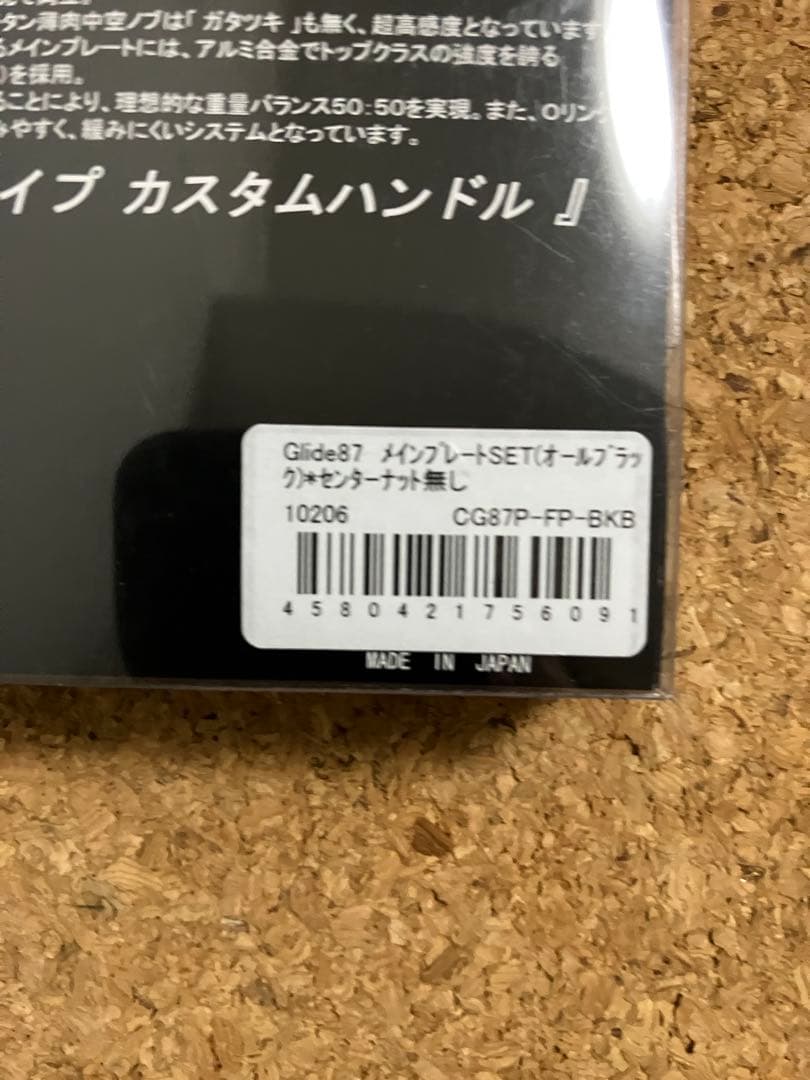 タン薄肉中空ノブは「 ガタツキ 」も無く、超高感度となっています
るメインプレートには、アルミ合金でトップクラスの強度を誇る
)を採用。
ることにより、理想的な重量バランス50:50を実現。また、Oリング
みやすく、緩みにくいシステムとなっています。
イプ カスタムハンドル 』
Glide87 メインプレートSET(オールブラッ
ク)*センターナット無し
10206 CG87P-FP-BKB
4580421756091
MADE IN JAPAN